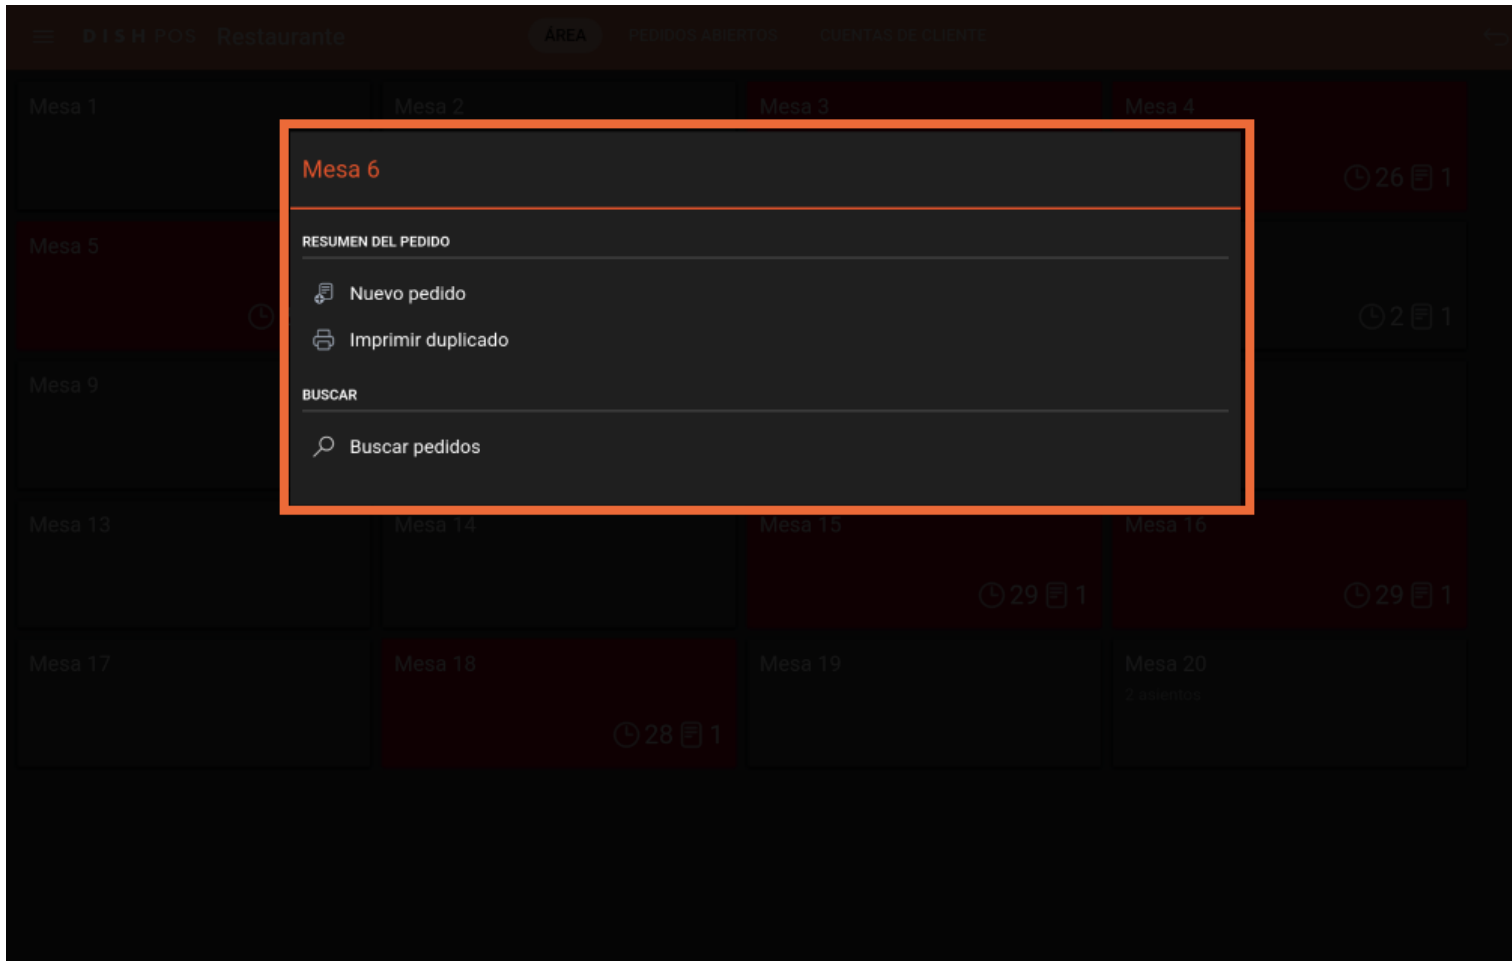 DISH POS Restaurante ÁREA PEDIDOS ABIERTOS CUENTAS DE CLIENTE
Mesa 1 Mesa 2 Mesa 3 Mesa 4
26 1
Mesa 6
RESUMEN DEL PEDIDO
Nuevo pedido
Imprimir duplicado
BUSCAR
Buscar pedidos
Mesa 5
2 1
Mesa 9
Mesa 13 Mesa 14 Mesa 15 Mesa 16
29 1 29 1
Mesa 17 Mesa 18 Mesa 19 Mesa 20
2 asientos
28 1